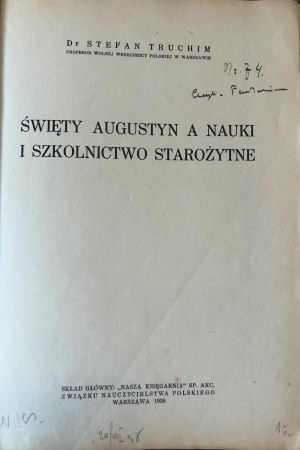 Dr STEFAN TRUCHIM
PROFESOR WOLNEJ WSZECHNICY POLSKIEJ W WARSZAWIE
ŚWIĘTY AUGUSTYN A NAUKI
I SZKOLNICTWO STAROŻYTNE
SKŁAD GŁÓWNY: „NASZA KSIĘGARNIA" SP. AKC.
ZWIĄZKU NAUCZYCIELSTWA POLSKIEGO
WARSZAWA